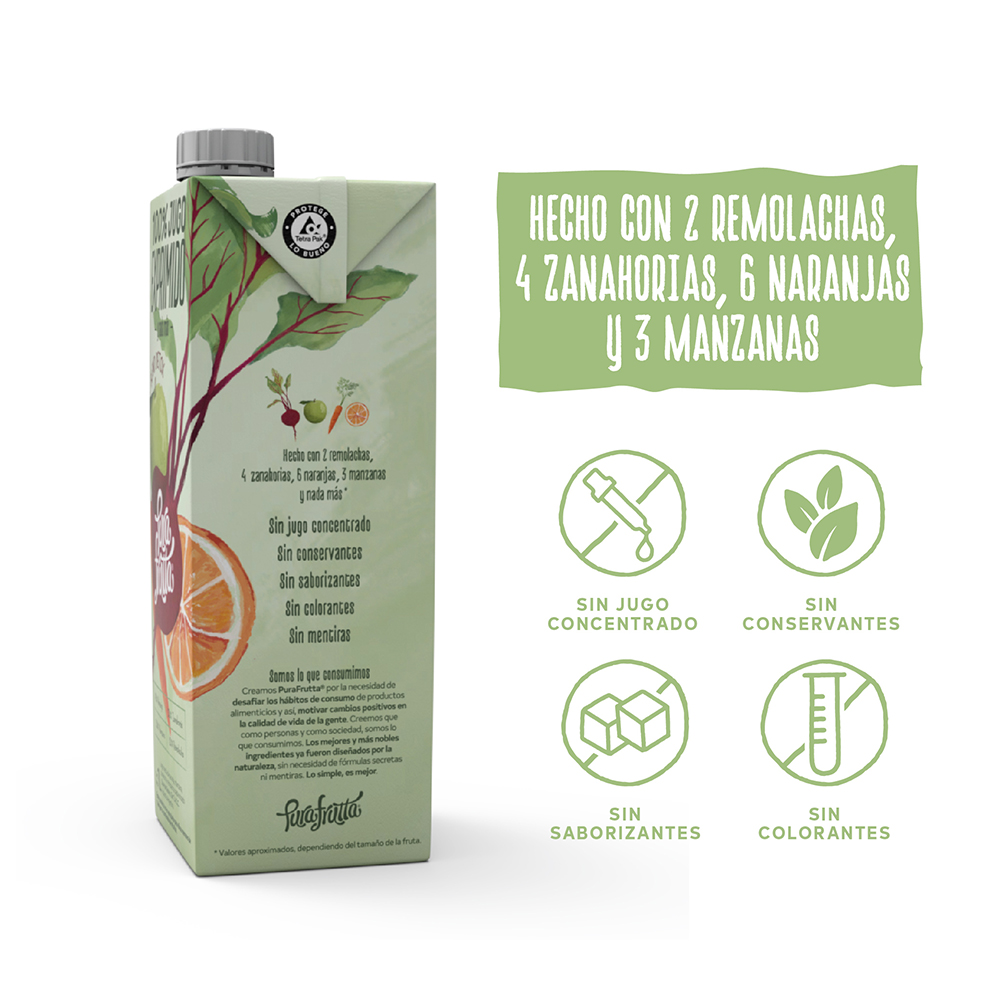 100% JUGO
EXPRIMIDO
PROTEGE
Tetra Pak®
LO BUENO
Hecho con 2 remolachas,
4 zanahorias, 6 naranjas, 3 manzanas
y nada más*
Sin jugo concentrado
Sin conservantes
Sin saborizantes
Sin colorantes
Sin mentiras
Pura
Frutta
Somos lo que consumimos
Creamos PuraFrutta® por la necesidad de
desafiar los hábitos de consumo de productos
alimenticios y así, motivar cambios positivos en
la calidad de vida de la gente. Creemos que
como personas y como sociedad, somos lo
que consumimos. Los mejores y más nobles
ingredientes ya fueron diseñados por la
naturaleza, sin necesidad de fórmulas secretas
ni mentiras. Lo simple, es mejor.
Purafrutta
* Valores aproximados, dependiendo del tamaño de la fruta.
HECHO CON 2 REMOLACHAS,
4 ZANAHORIAS, 6 NARANJAS
y 3 MANZANAS
SIN JUGO
CONCENTRADO
SIN
CONSERVANTES
SIN
SABORIZANTES
SIN
COLORANTES